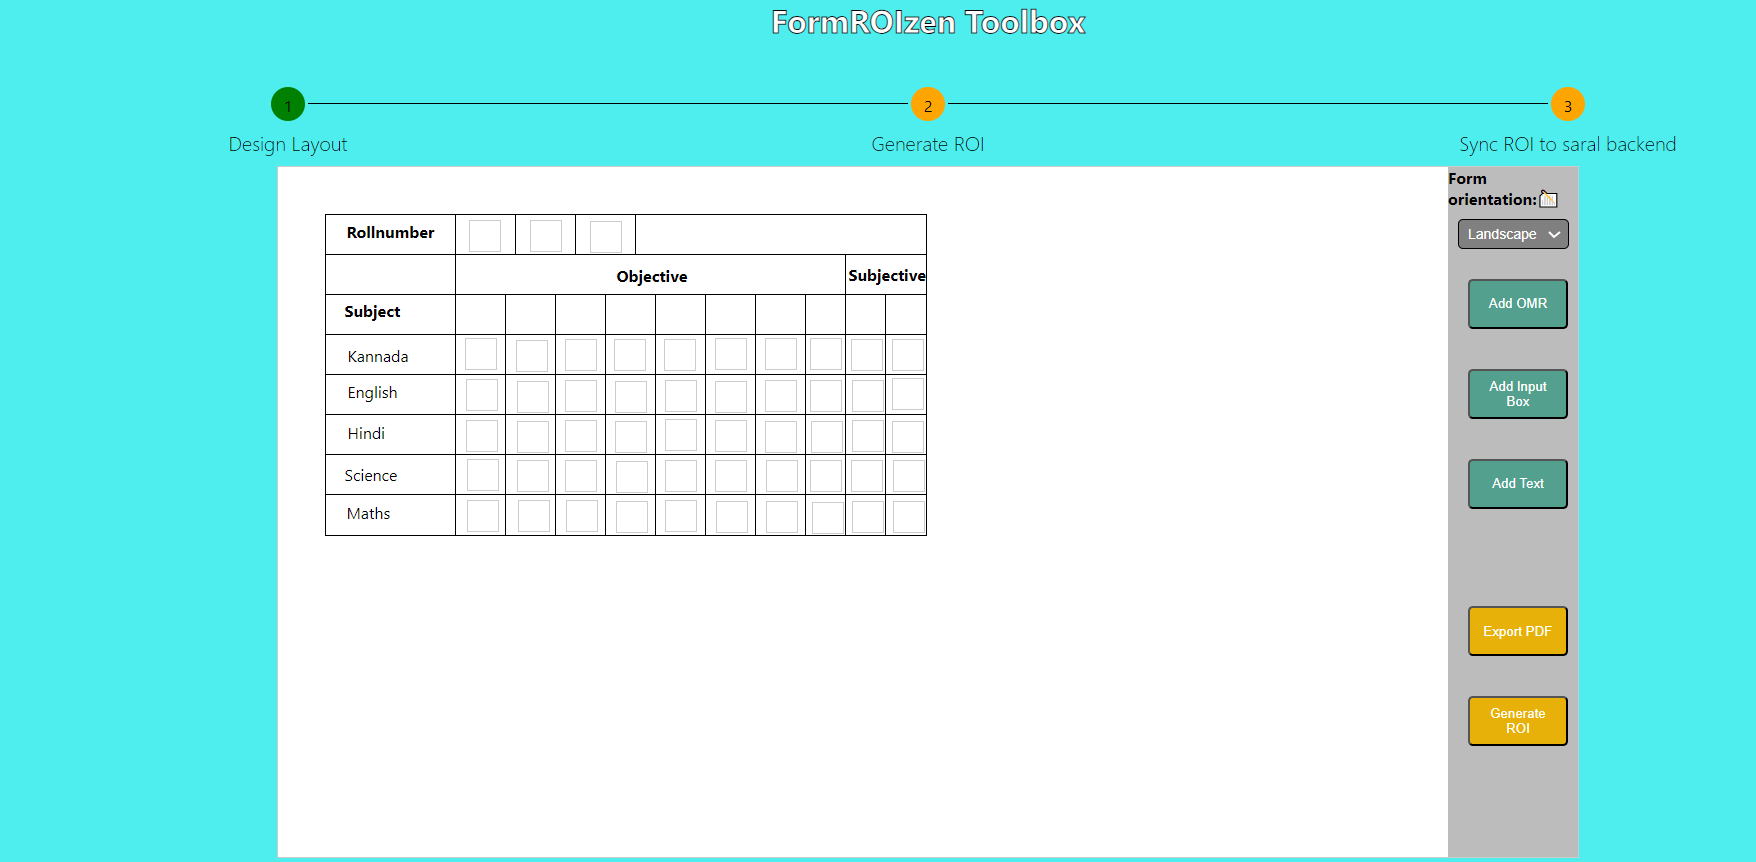 FormROIzen Toolbox
1
2
3
Design Layout
Generate ROI
Sync ROI to saral backend
Form
orientation:
Landscape
Rollnumber
Objective
Subjective
Subject
Kannada
English
Hindi
Science
Maths
Add OMR
Add Input
Box
Add Text
Export PDF
Generate
ROI